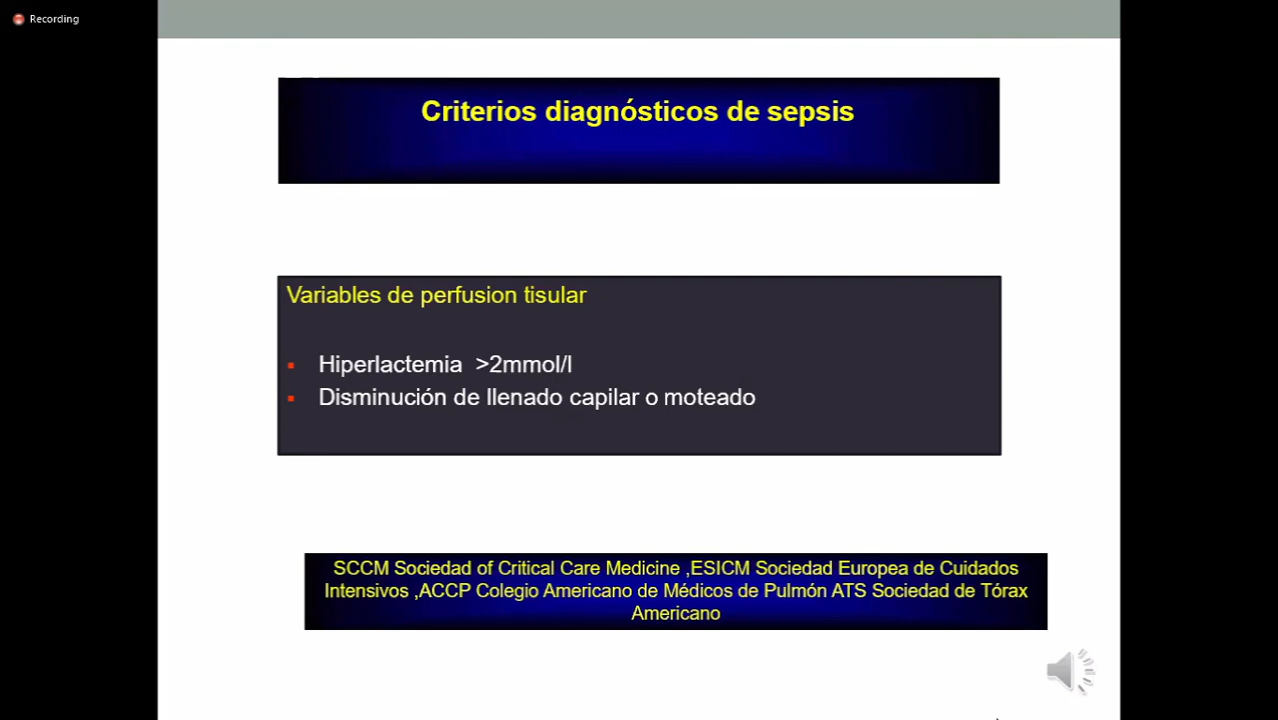 Recording
Criterios diagnósticos de sepsis
Variables de perfusion tisular
▪ Hiperlactemia >2mmol/l
▪ Disminución de llenado capilar o moteado
SCCM Sociedad of Critical Care Medicine ,ESICM Sociedad Europea de Cuidados
Intensivos ,ACCP Colegio Americano de Médicos de Pulmón ATS Sociedad de Tórax
Americano